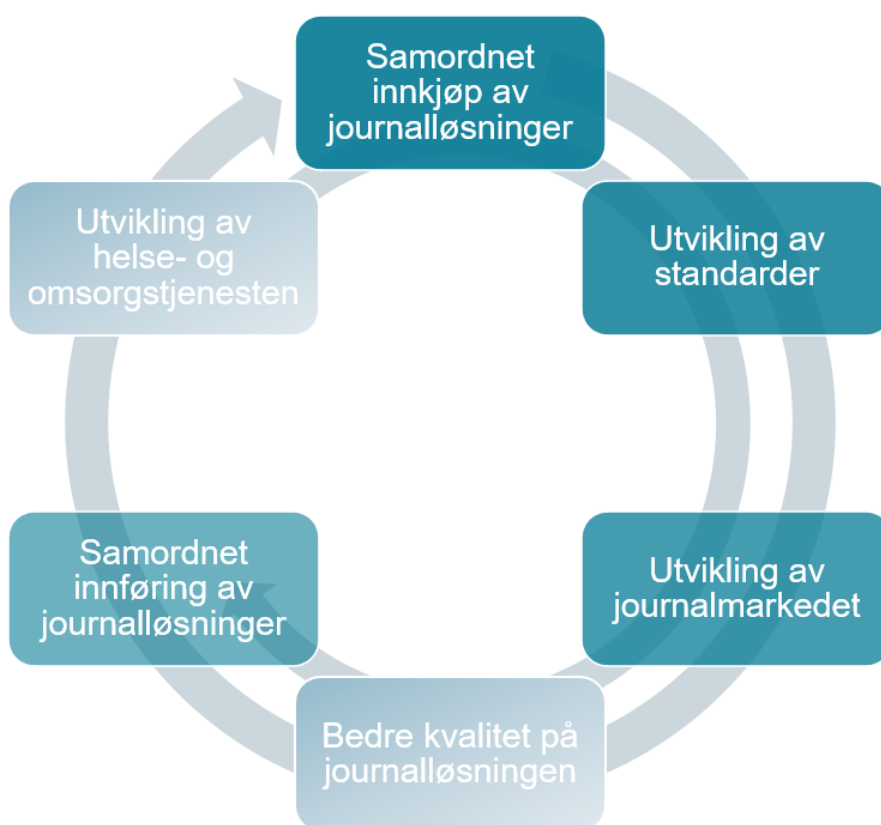 Samordnet
innkjøp av
journalløsninger
Utvikling av
standarder
Utvikling av
journalmarkedet
Bedre kvalitet på
journalløsningen
Samordnet
innføring av
journalløsninger
Utvikling av
helse- og
omsorgstjenesten